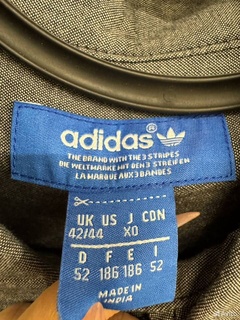 adidas®
THE BRAND WITH THE 3 STRIPES
DIE WELTMARKE MIT DEN 3 STREIFEN
LA MARQUE AUX 3 BANDES
UK US J CON
42/44 XO
D F E I
52 186 186 52
MADE IN
INDIA